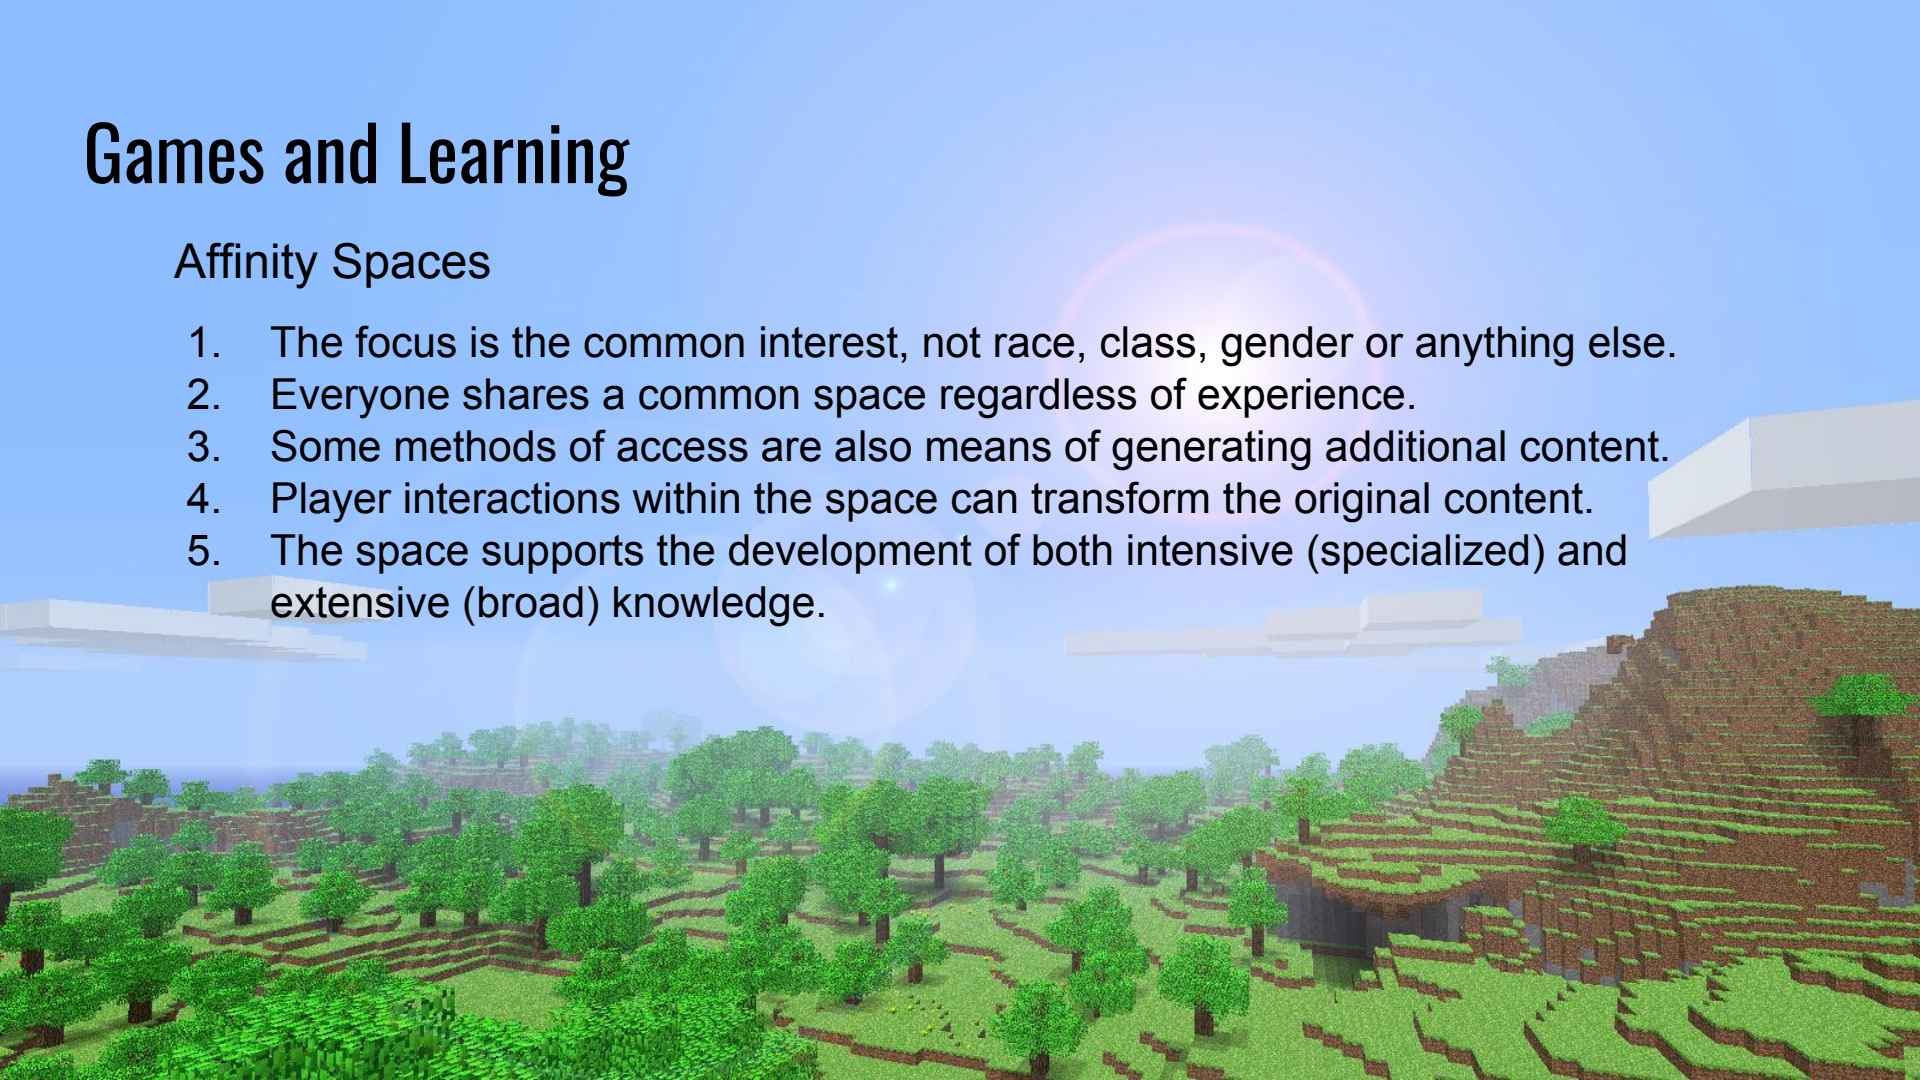 Games and Learning
Affinity Spaces
1. The focus is the common interest, not race, class, gender or anything else.
2. Everyone shares a common space regardless of experience.
3. Some methods of access are also means of generating additional content.
4. Player interactions within the space can transform the original content.
5. The space supports the development of both intensive (specialized) and
extensive (broad) knowledge.